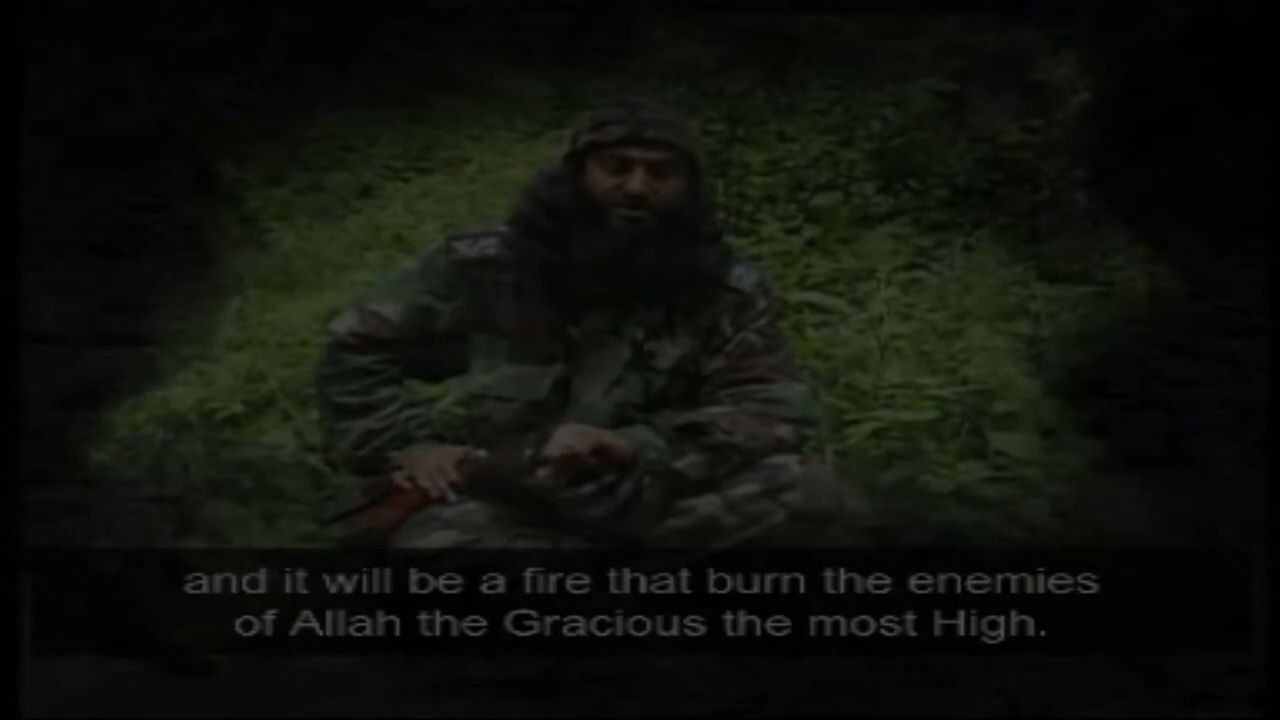 and it will be a fire that burn the enemies
of Allah the Gracious the most High.